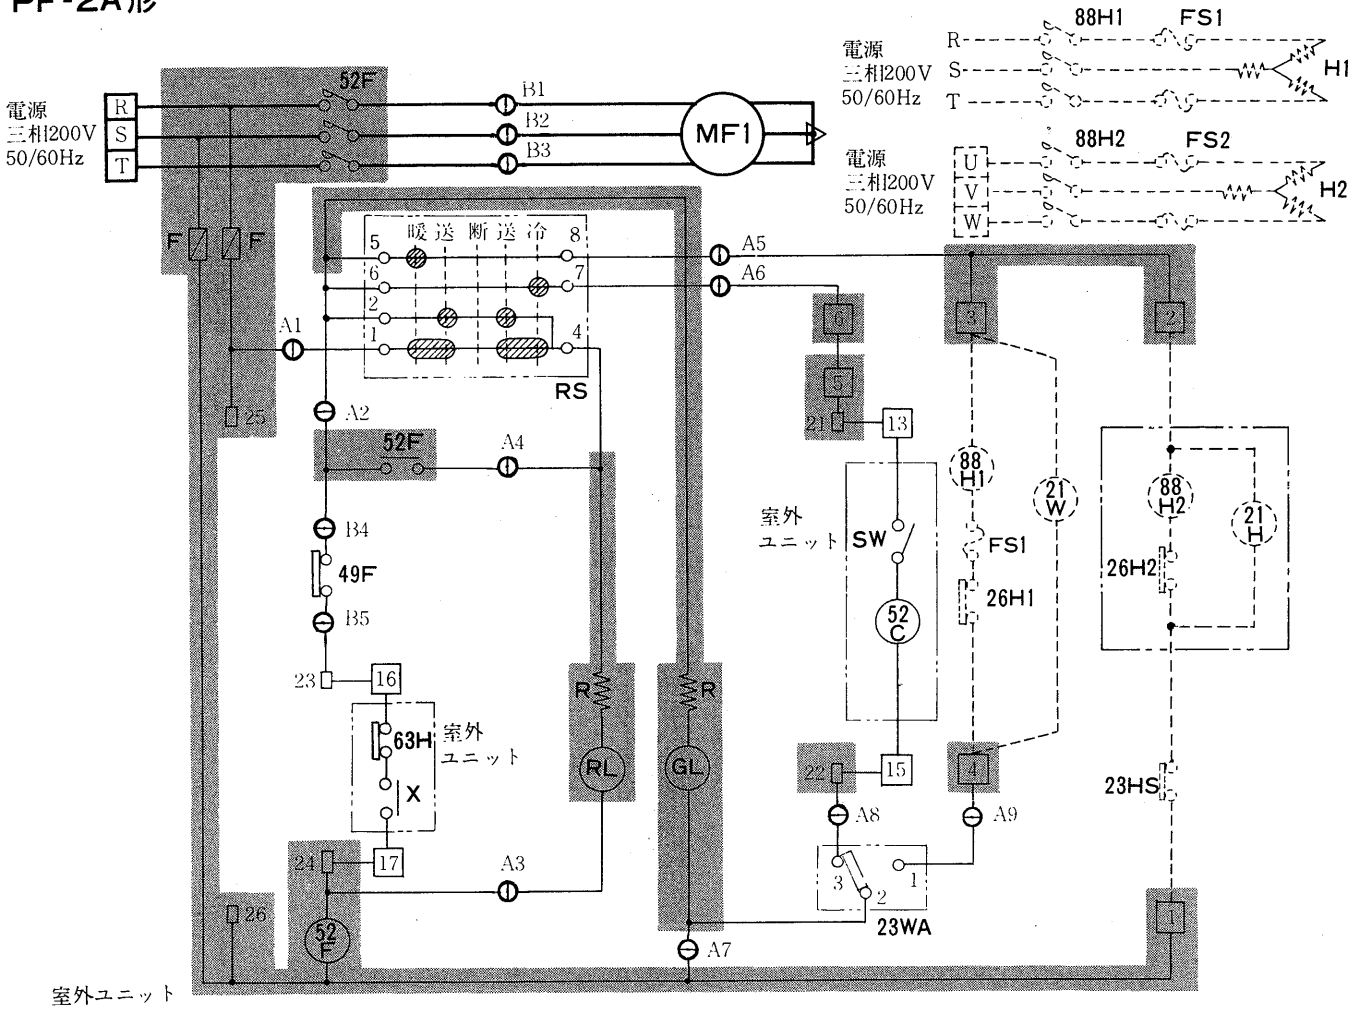 PF-2A形
電源
三相200V
50/60Hz
R
S
T
52F
B1
B2
B3
MF1
電源
三相200V
50/60Hz
R
S
T
88H1
FS1
H1
電源
三相200V
50/60Hz
U
V
W
88H2
FS2
H2
F
F
暖 送 断 送 冷
5
8
6
7
2
1
4
RS
A1
A5
A6
25
A2
52F
A4
B4
49F
B5
23
16
63H
X
室外
ユニット
17
24
A3
52
F
26
R
RL
R
GL
A7
6
5
21
13
室外
ユニット
SW
52
C
15
22
A8
3
2
1
23WA
3
88
H1
21
W
FS1
26H1
4
A9
2
88
H2
21
H
26H2
23HS
1
室外ユニット